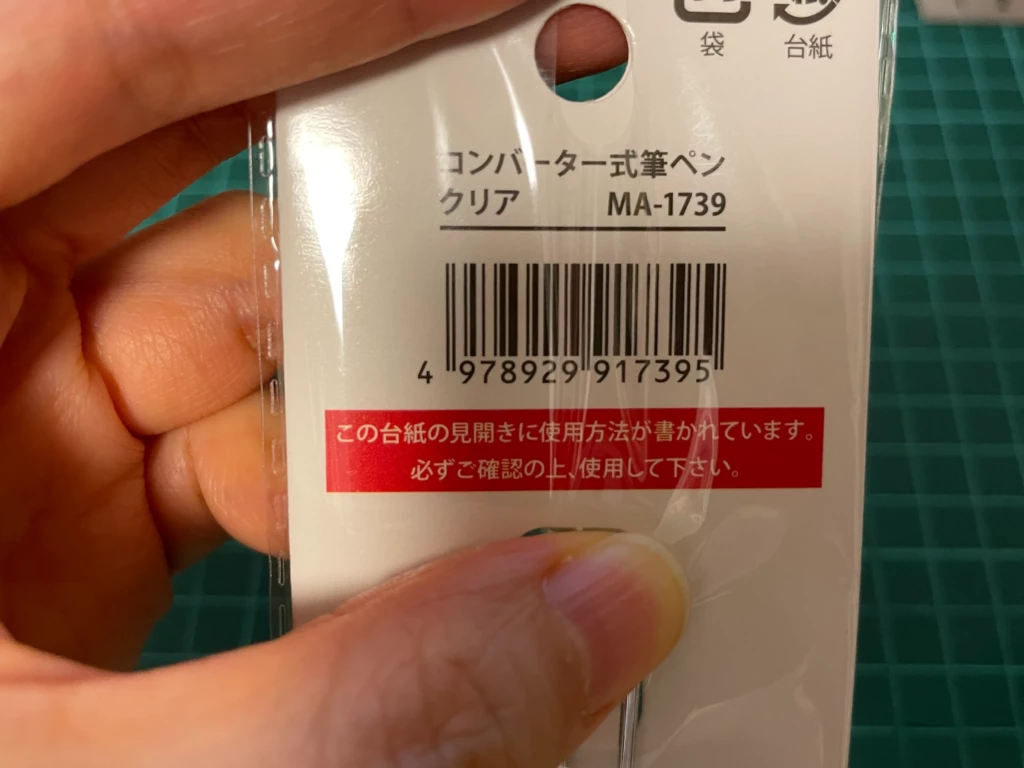 袋 台紙
コンバーター式筆ペン
クリア MA-1739
4 978929 917395
この台紙の見開きに使用方法が書かれています。
必ずご確認の上、使用して下さい。